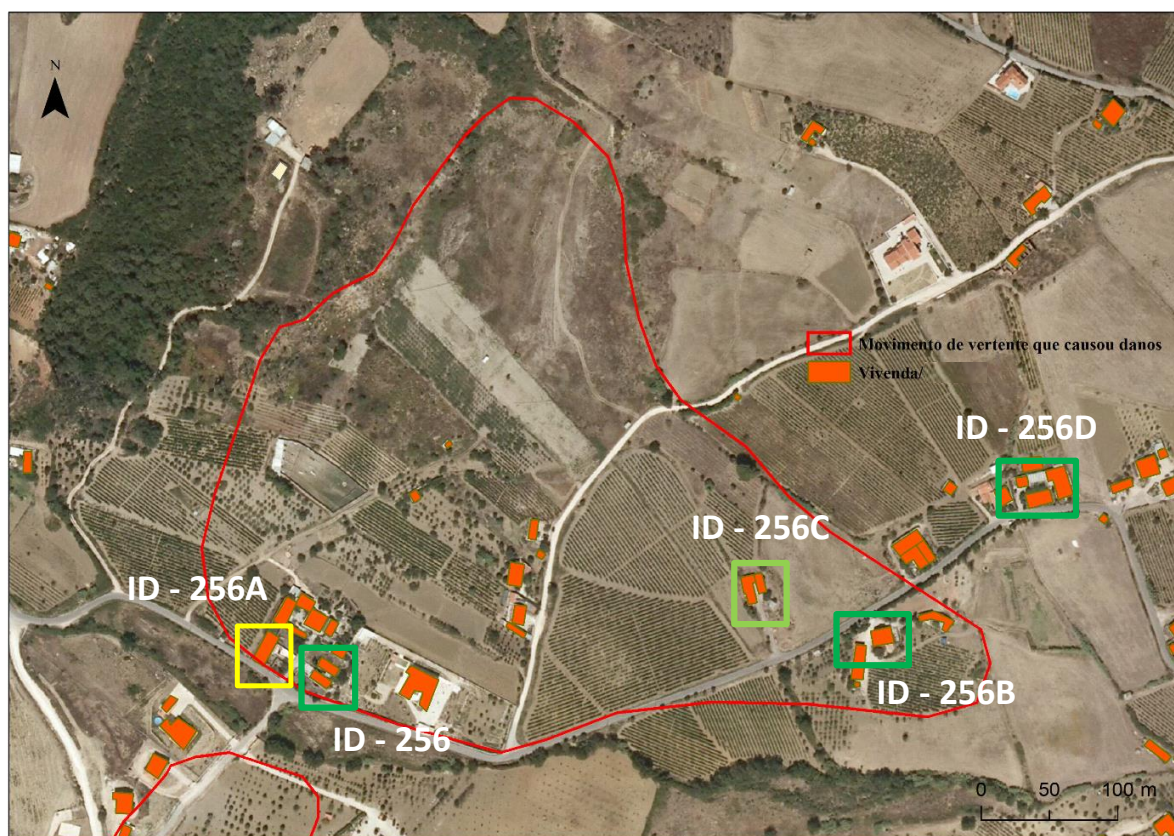 N
Movimento de vertente que causou danos
Vivenda/
ID - 256D
ID - 256C
ID - 256A
ID - 256B
ID - 256
0 50 100 m